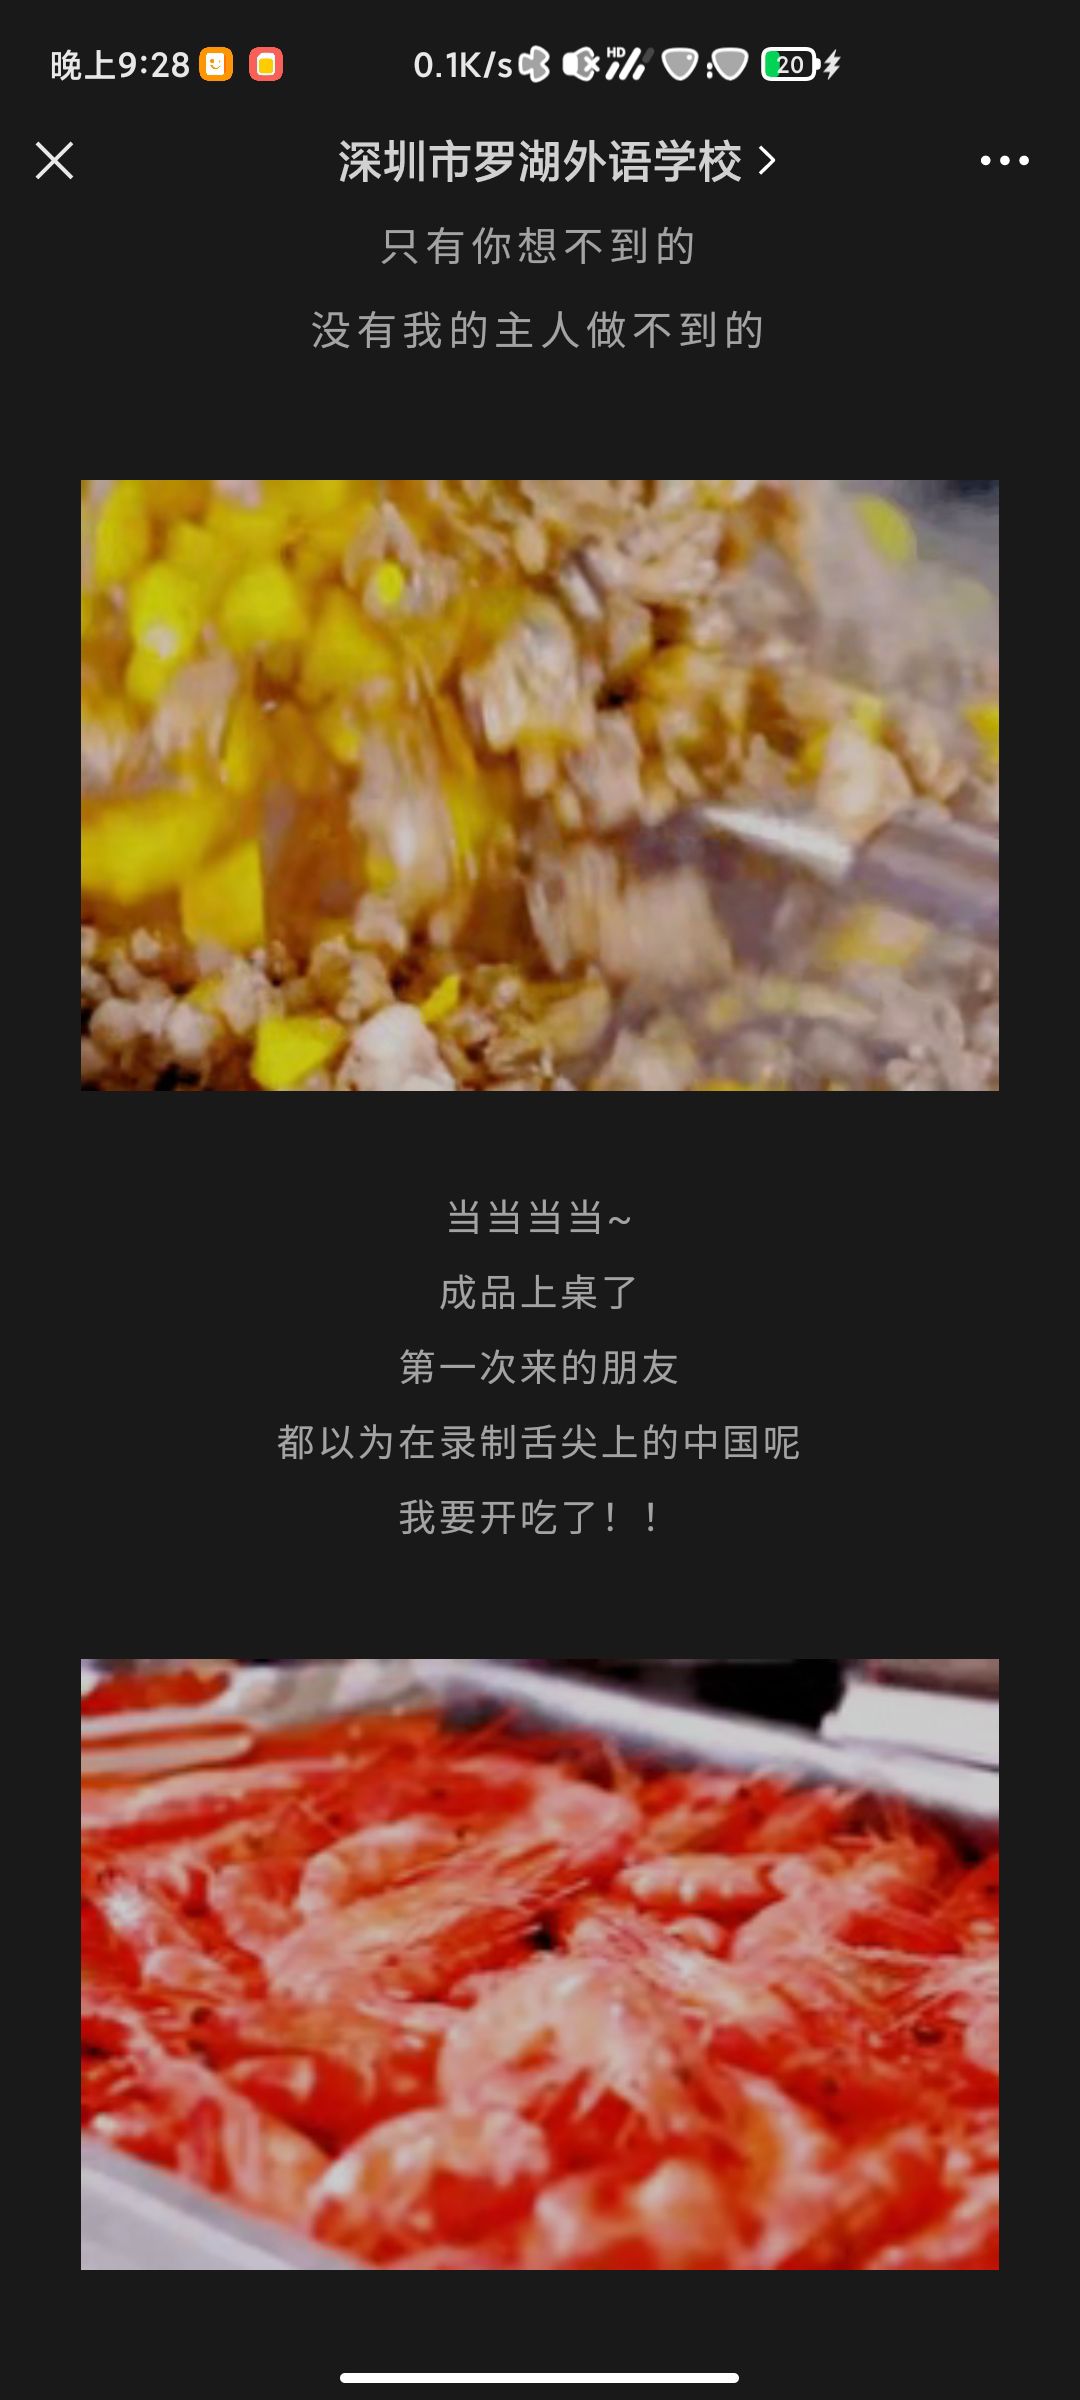 晚上9:28
0.1K/s
HD
20
深圳市罗湖外语学校
只有你想不到的
没有我的主人做不到的
当当当当~
成品上桌了
第一次来的朋友
都以为在录制舌尖上的中国呢
我要开吃了！！